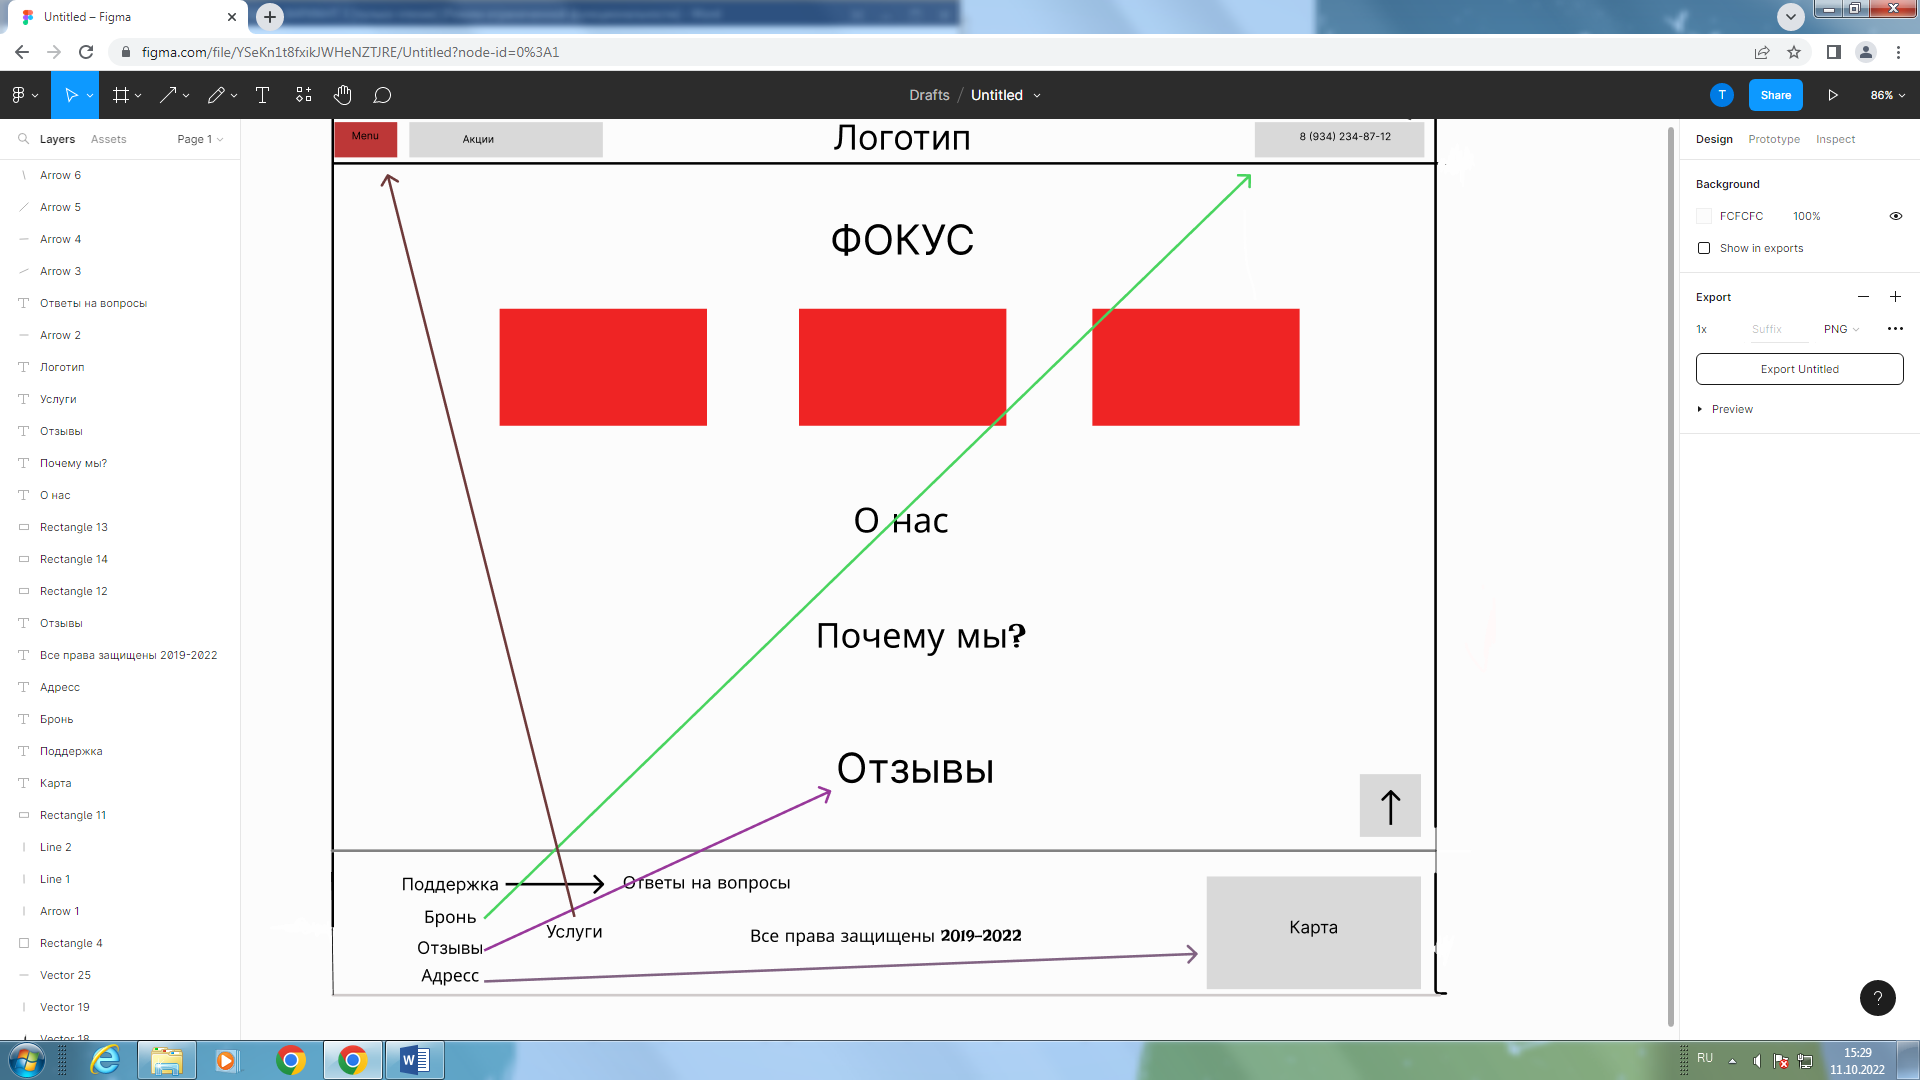 Untitled – Figma
figma.com/file/YSeKn1t8fxikJWHeNZTJRE/Untitled?node-id=0%3A1
Drafts / Untitled
T
Share
86%
Layers
Assets
Page 1
Arrow 6
Arrow 5
Arrow 4
Arrow 3
Ответы на вопросы
Arrow 2
Логотип
Услуги
Отзывы
Почему мы?
О нас
Rectangle 13
Rectangle 14
Rectangle 12
Отзывы
Все права защищены 2019-2022
Адресс
Бронь
Поддержка
Карта
Rectangle 11
Line 2
Line 1
Arrow 1
Rectangle 4
Vector 25
Vector 19
Vector 18
Menu
Акции
Логотип
8 (934) 234-87-12
ФОКУС
О нас
Почему мы?
Отзывы
Поддержка
Ответы на вопросы
Бронь
Услуги
Отзывы
Все права защищены 2019-2022
Адресс
Карта
Design
Prototype
Inspect
Background
FCFCFC
100%
Show in exports
Export
1x
Suffix
PNG
Export Untitled
Preview
?
RU
15:29
11.10.2022